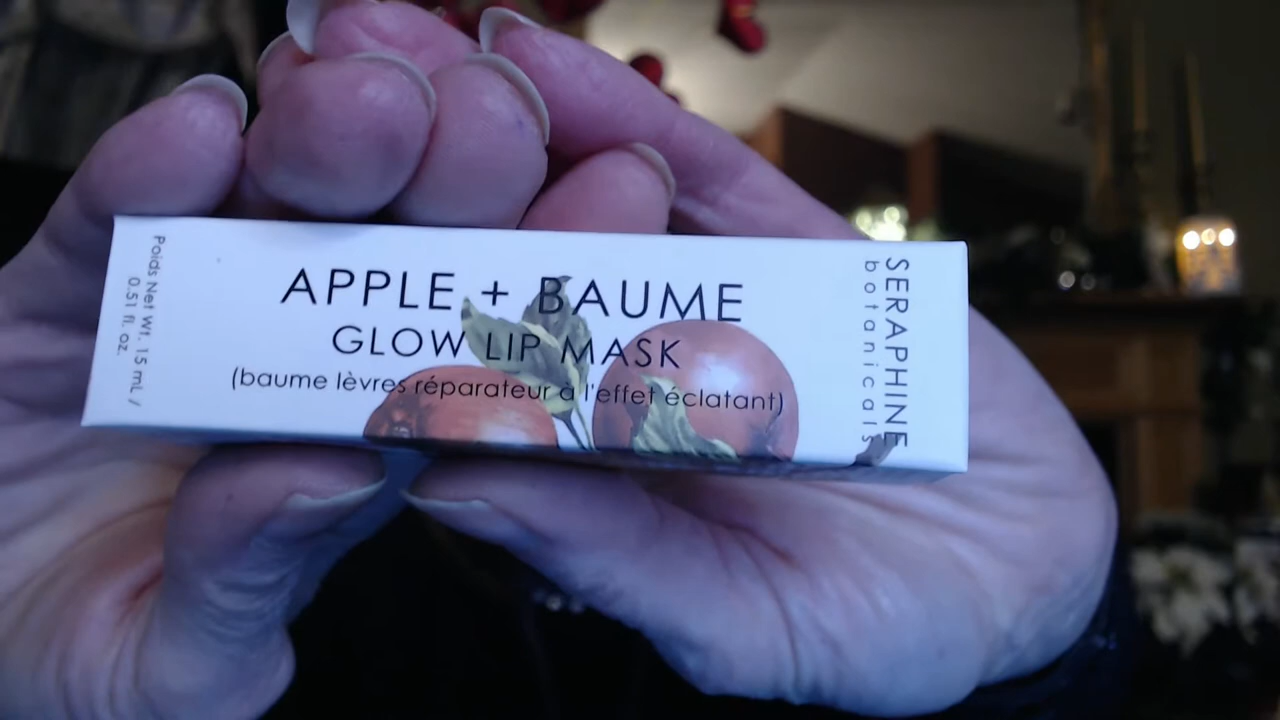 Poids Net Wt. 15 mL /
0.51 fl. oz.
APPLE + BAUME
GLOW LIP MASK
(baume lèvres réparateur à l'effet éclatant)
SERAPHINE
botanicals